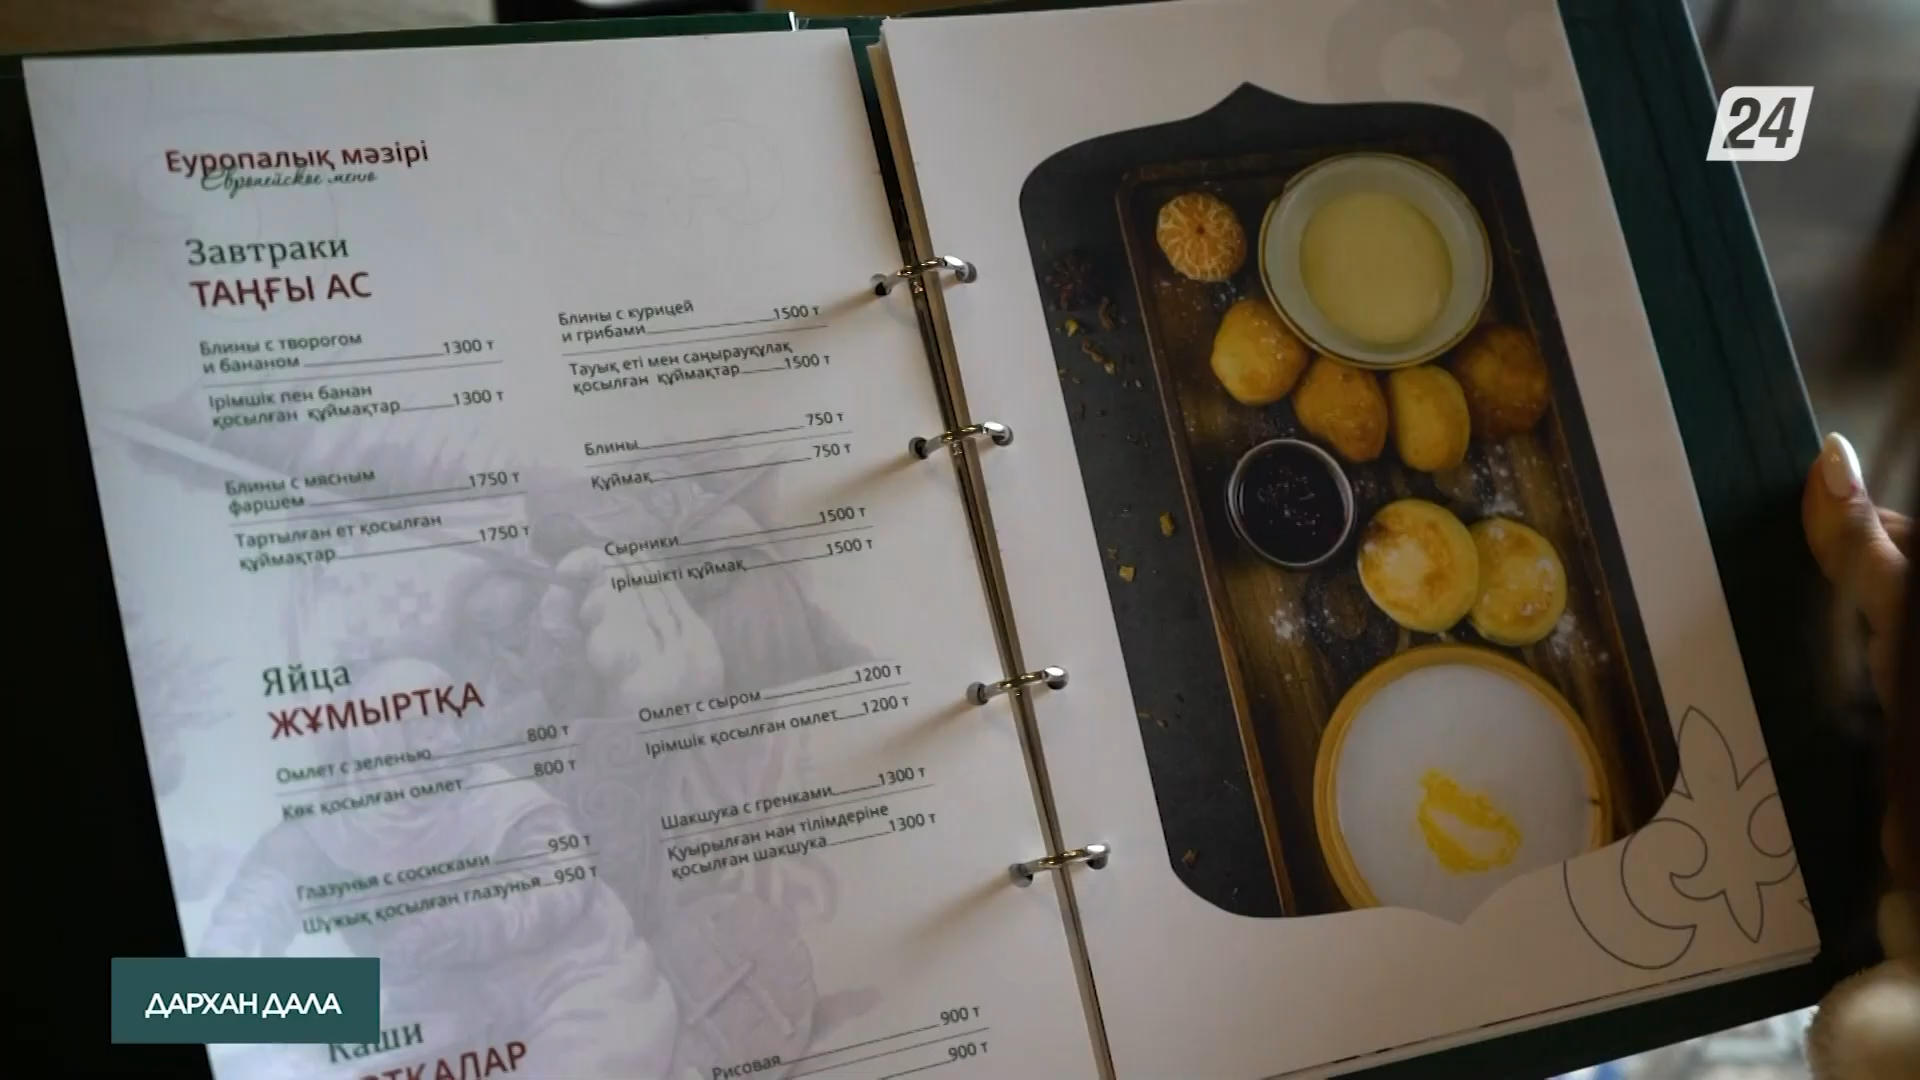 24
Еуропалық мәзірі
Европейское меню
Завтраки
ТАҢҒЫ АС
Блины с творогом
и бананом 1300 т
Ірімшік пен банан
қосылған құймақтар 1300 т
Блины с мясным
фаршем 1750 т
Тартылған ет қосылған
құймақтар 1750 т
Блины с курицей
и грибами 1500 т
Тауық еті мен саңырауқұлақ
қосылған құймақтар 1500 т
Блины 750 т
Құймақ 750 т
Сырники 1500 т
Ірімшікті құймақ 1500 т
Яйца
ЖҰМЫРТҚА
Омлет с зеленью 800 т
Көк қосылған омлет 800 т
Глазунья с сосисками 950 т
Шұжық қосылған глазунья 950 т
Омлет с сыром 1200 т
Ірімшік қосылған омлет 1200 т
Шакшука с гренками 1300 т
Қуырылған нан тілімдеріне
қосылған шакшука 1300 т
Каши
Рисовая 900 т
900 т
ДАРХАН ДАЛА